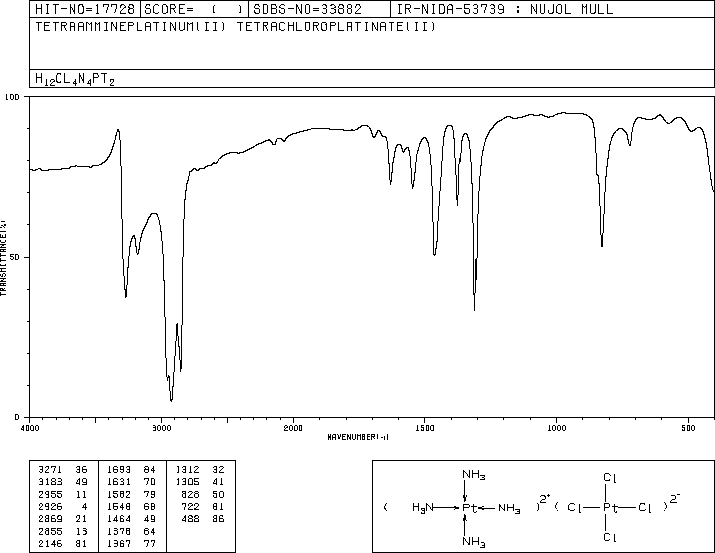 HIT-NO=17728 SCORE= ( ) SDBS-NO=33882 IR-NIDA-53739 : NUJOL MULL
TETRAAMMINEPLATINUM(II) TETRACHLOROPLATINATE(II)
H12CL4N4PT2
100
50
0
TRANSMITTANCE(%)
4000 3000 2000 1500 1000 500
WAVENUMBER(-1)
3271 36 1693 84 1312 32
3183 49 1631 70 1305 41
2955 11 1582 79 828 50
2926 4 1548 68 722 81
2869 21 1464 49 488 86
2855 13 1378 64
2146 81 1367 77
NH3 Cl
( H3N Pt NH3 )2+ ( Cl Pt Cl )2-
NH3 Cl